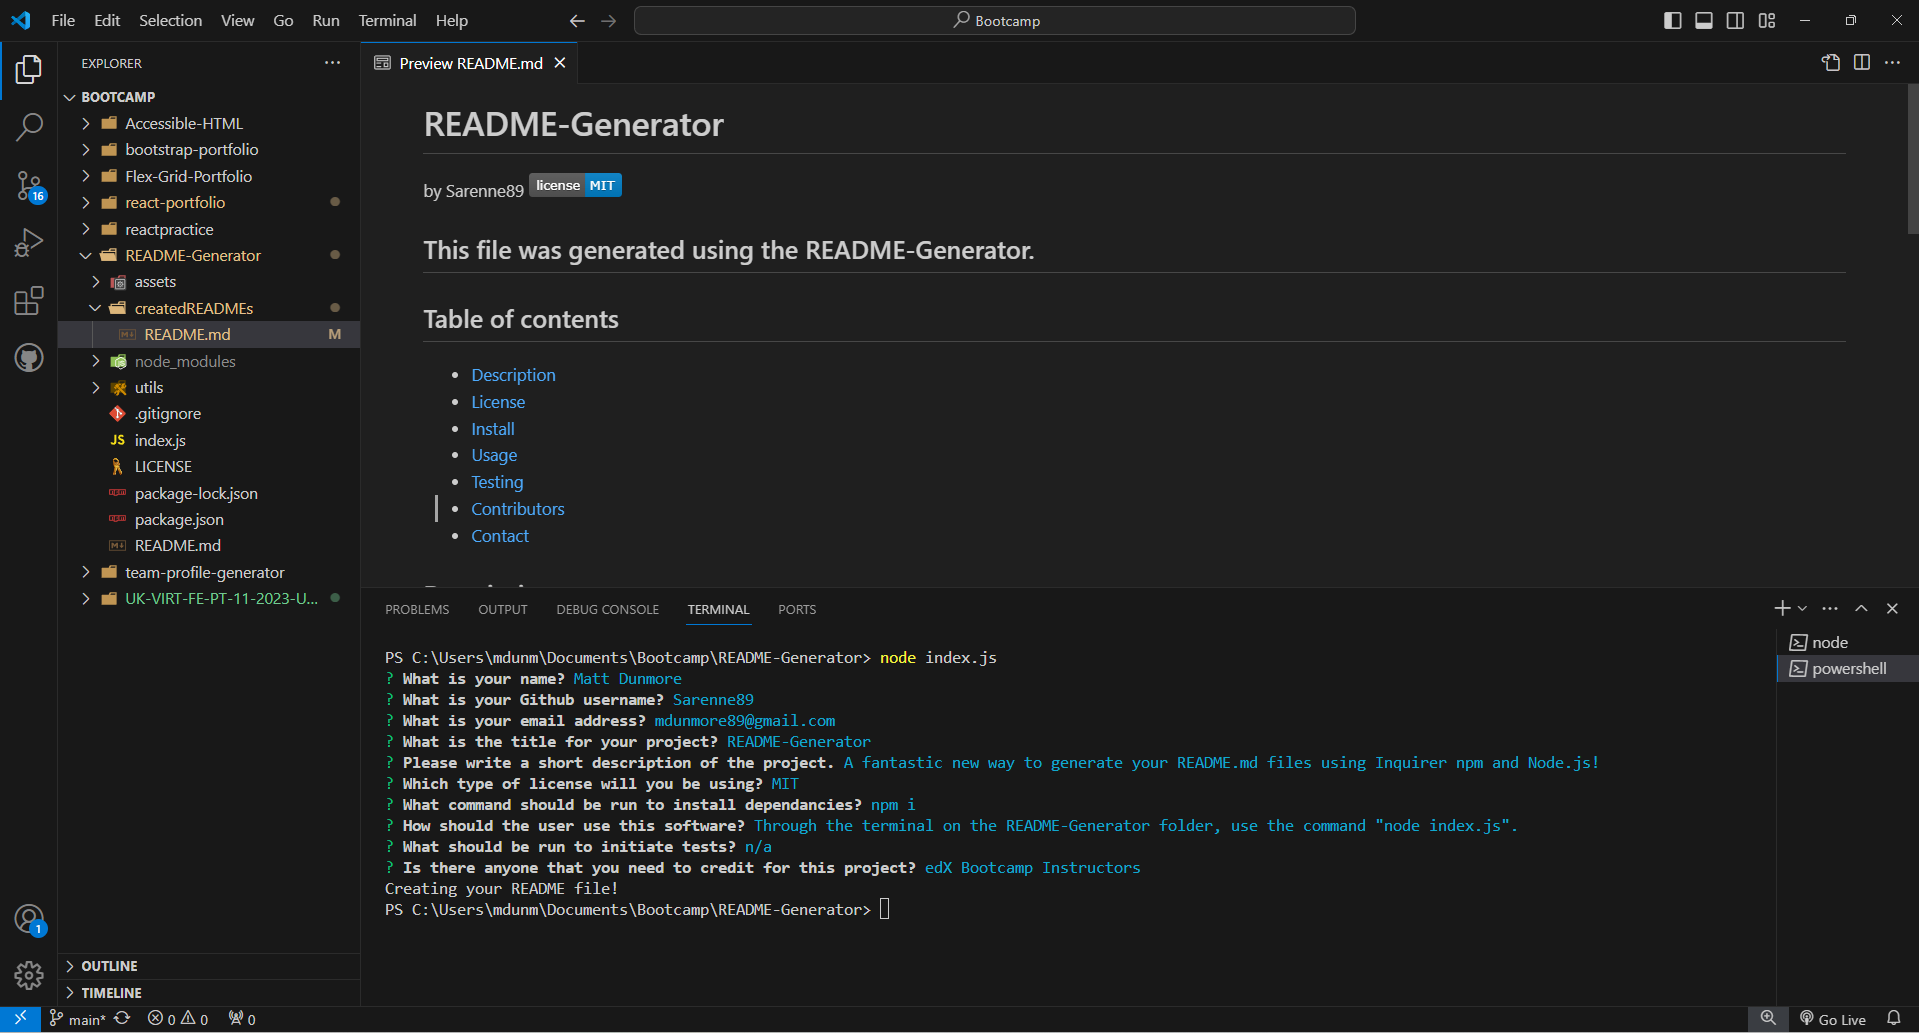 File Edit Selection View Go Run Terminal Help
Bootcamp
EXPLORER
BOOTCAMP
Accessible-HTML
bootstrap-portfolio
Flex-Grid-Portfolio
react-portfolio
reactpractice
README-Generator
assets
createdREADMEs
README.md M
node_modules
utils
.gitignore
JS index.js
LICENSE
package-lock.json
package.json
README.md
team-profile-generator
UK-VIRT-FE-PT-11-2023-U...
OUTLINE
TIMELINE
16
1
Preview README.md
README-Generator
by Sarenne89 license MIT
This file was generated using the README-Generator.
Table of contents
• Description
• License
• Install
• Usage
• Testing
• Contributors
• Contact
PROBLEMS OUTPUT DEBUG CONSOLE TERMINAL PORTS
PS C:\Users\mdunm\Documents\Bootcamp\README-Generator> node index.js
? What is your name? Matt Dunmore
? What is your Github username? Sarenne89
? What is your email address? mdunmore89@gmail.com
? What is the title for your project? README-Generator
? Please write a short description of the project. A fantastic new way to generate your README.md files using Inquirer npm and Node.js!
? Which type of license will you be using? MIT
? What command should be run to install dependancies? npm i
? How should the user use this software? Through the terminal on the README-Generator folder, use the command "node index.js".
? What should be run to initiate tests? n/a
? Is there anyone that you need to credit for this project? edX Bootcamp Instructors
Creating your README file!
PS C:\Users\mdunm\Documents\Bootcamp\README-Generator>
node
powershell
main* 0 0 0
Go Live